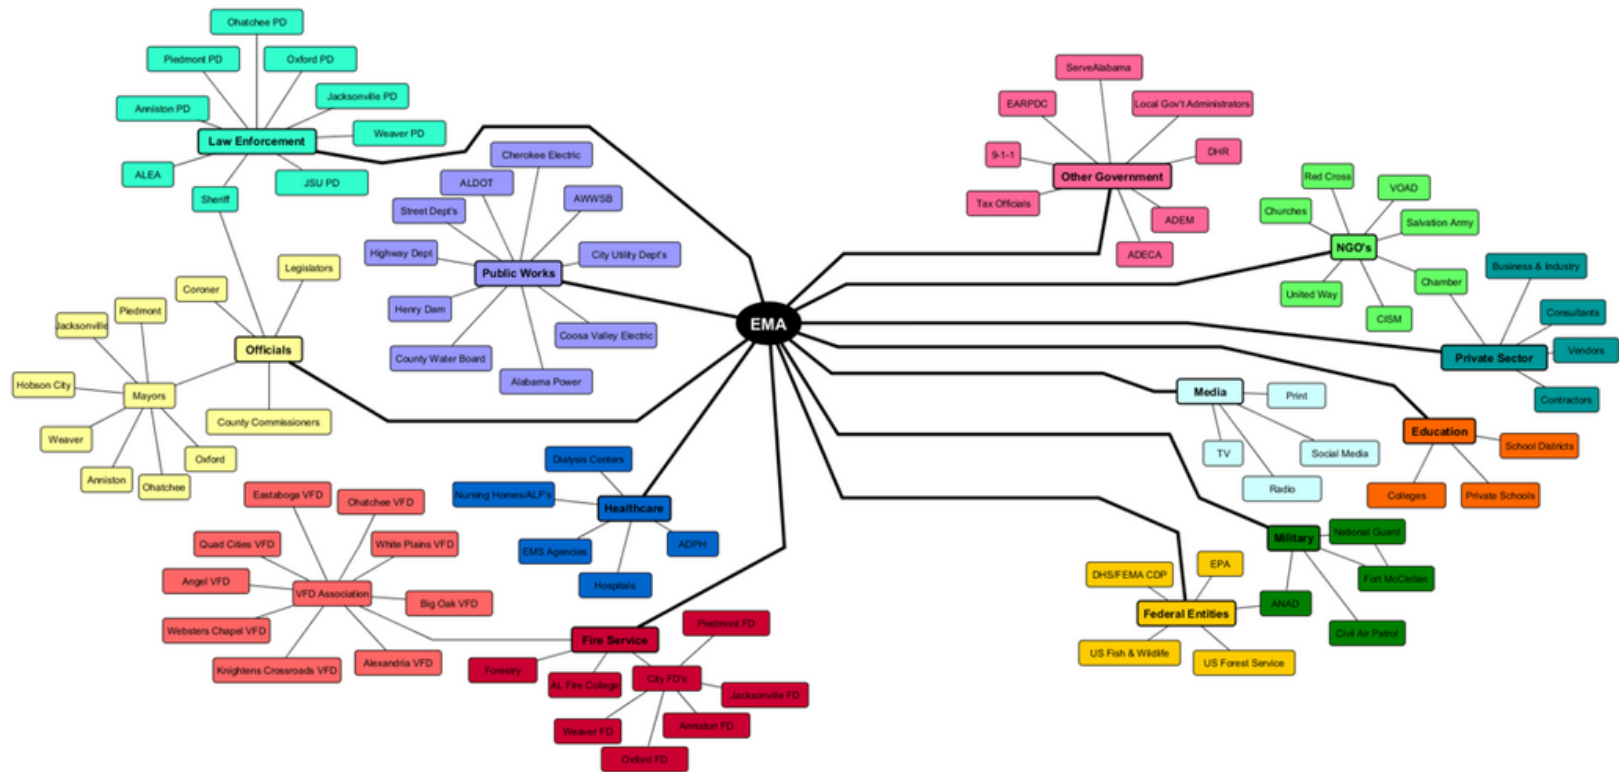 Ohatchee PD
Piedmont PD
Oxford PD
Jacksonville PD
Anniston PD
Weaver PD
Law Enforcement
ALEA
JSU PD
Sheriff
Cherokee Electric
ALDOT
AWWSB
Street Dept's
City Utility Dept's
Highway Dept
Public Works
Henry Dam
Coosa Valley Electric
County Water Board
Alabama Power
Legislators
Coroner
Piedmont
Jacksonville
Officials
Hobson City
Mayors
County Commissioners
Weaver
Oxford
Anniston
Ohatchee
EMA
ServeAlabama
EARPDC
Local Gov't Administrators
9-1-1
DHR
Other Government
Tax Officials
ADEM
ADECA
Red Cross
VOAD
Churches
Salvation Army
NGO's
United Way
Chamber
CISM
Business & Industry
Consultants
Private Sector
Vendors
Contractors
Media
Print
TV
Social Media
Radio
Education
School Districts
Colleges
Private Schools
Military
National Guard
Fort McClellan
ANAD
Civil Air Patrol
DHS/FEMA CDP
EPA
Federal Entities
US Fish & Wildlife
US Forest Service
Dialysis Centers
Nursing Homes/ALF's
Healthcare
EMS Agencies
ADPH
Hospitals
Eastaboga VFD
Ohatchee VFD
Quad Cities VFD
White Plains VFD
Angel VFD
VFD Association
Big Oak VFD
Websters Chapel VFD
Knightens Crossroads VFD
Alexandria VFD
Fire Service
Piedmont FD
Forestry
AL Fire College
City FD's
Jacksonville FD
Weaver FD
Anniston FD
Oxford FD